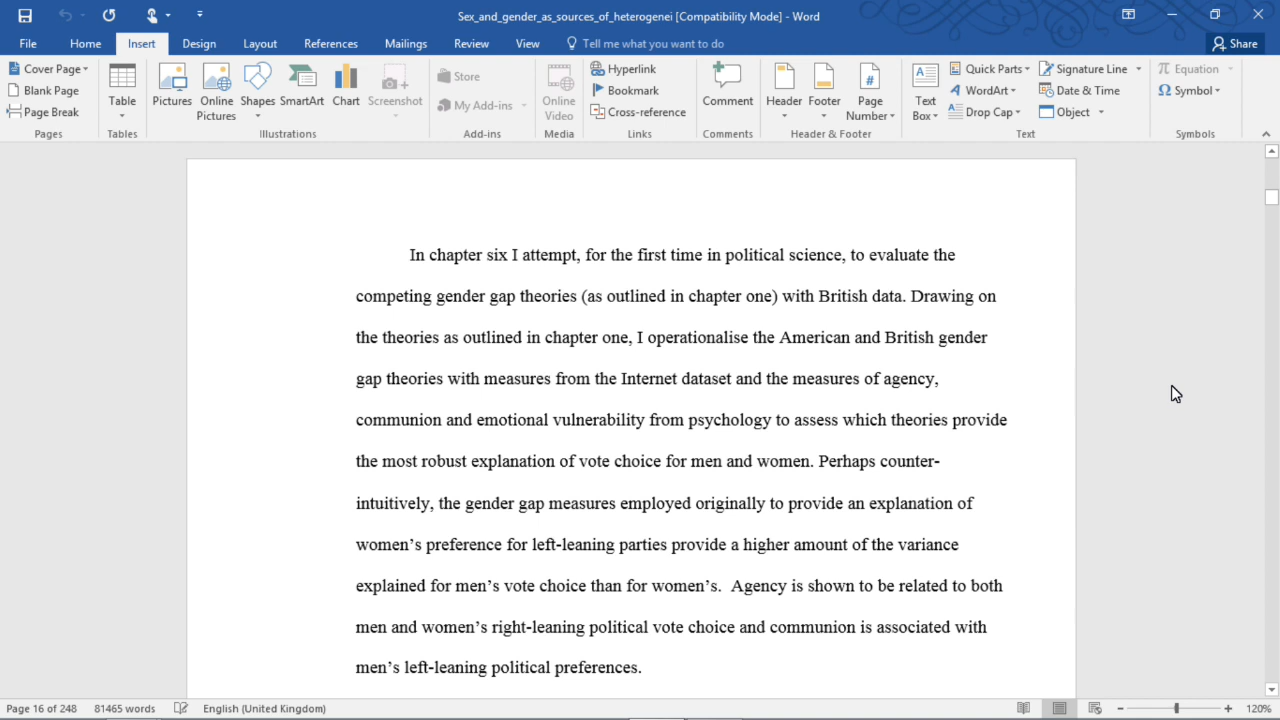 Sex_and_gender_as_sources_of_heterogenei [Compatibility Mode] - Word
File Home Insert Design Layout References Mailings Review View Tell me what you want to do Share
Cover Page
Blank Page
Page Break
Pages
Table
Tables
Pictures
Online
Pictures
Shapes
SmartArt
Chart
Screenshot
Illustrations
Store
My Add-ins
Add-ins
Online
Video
Media
Hyperlink
Bookmark
Cross-reference
Links
Comment
Comments
Header
Footer
Page
Number
Header & Footer
Text
Box
Quick Parts
WordArt
Drop Cap
Signature Line
Date & Time
Object
Text
Equation
Symbol
Symbols
In chapter six I attempt, for the first time in political science, to evaluate the
competing gender gap theories (as outlined in chapter one) with British data. Drawing on
the theories as outlined in chapter one, I operationalise the American and British gender
gap theories with measures from the Internet dataset and the measures of agency,
communion and emotional vulnerability from psychology to assess which theories provide
the most robust explanation of vote choice for men and women. Perhaps counter-
intuitively, the gender gap measures employed originally to provide an explanation of
women’s preference for left-leaning parties provide a higher amount of the variance
explained for men’s vote choice than for women’s.  Agency is shown to be related to both
men and women’s right-leaning political vote choice and communion is associated with
men’s left-leaning political preferences.
Page 16 of 248 81465 words English (United Kingdom) 120%